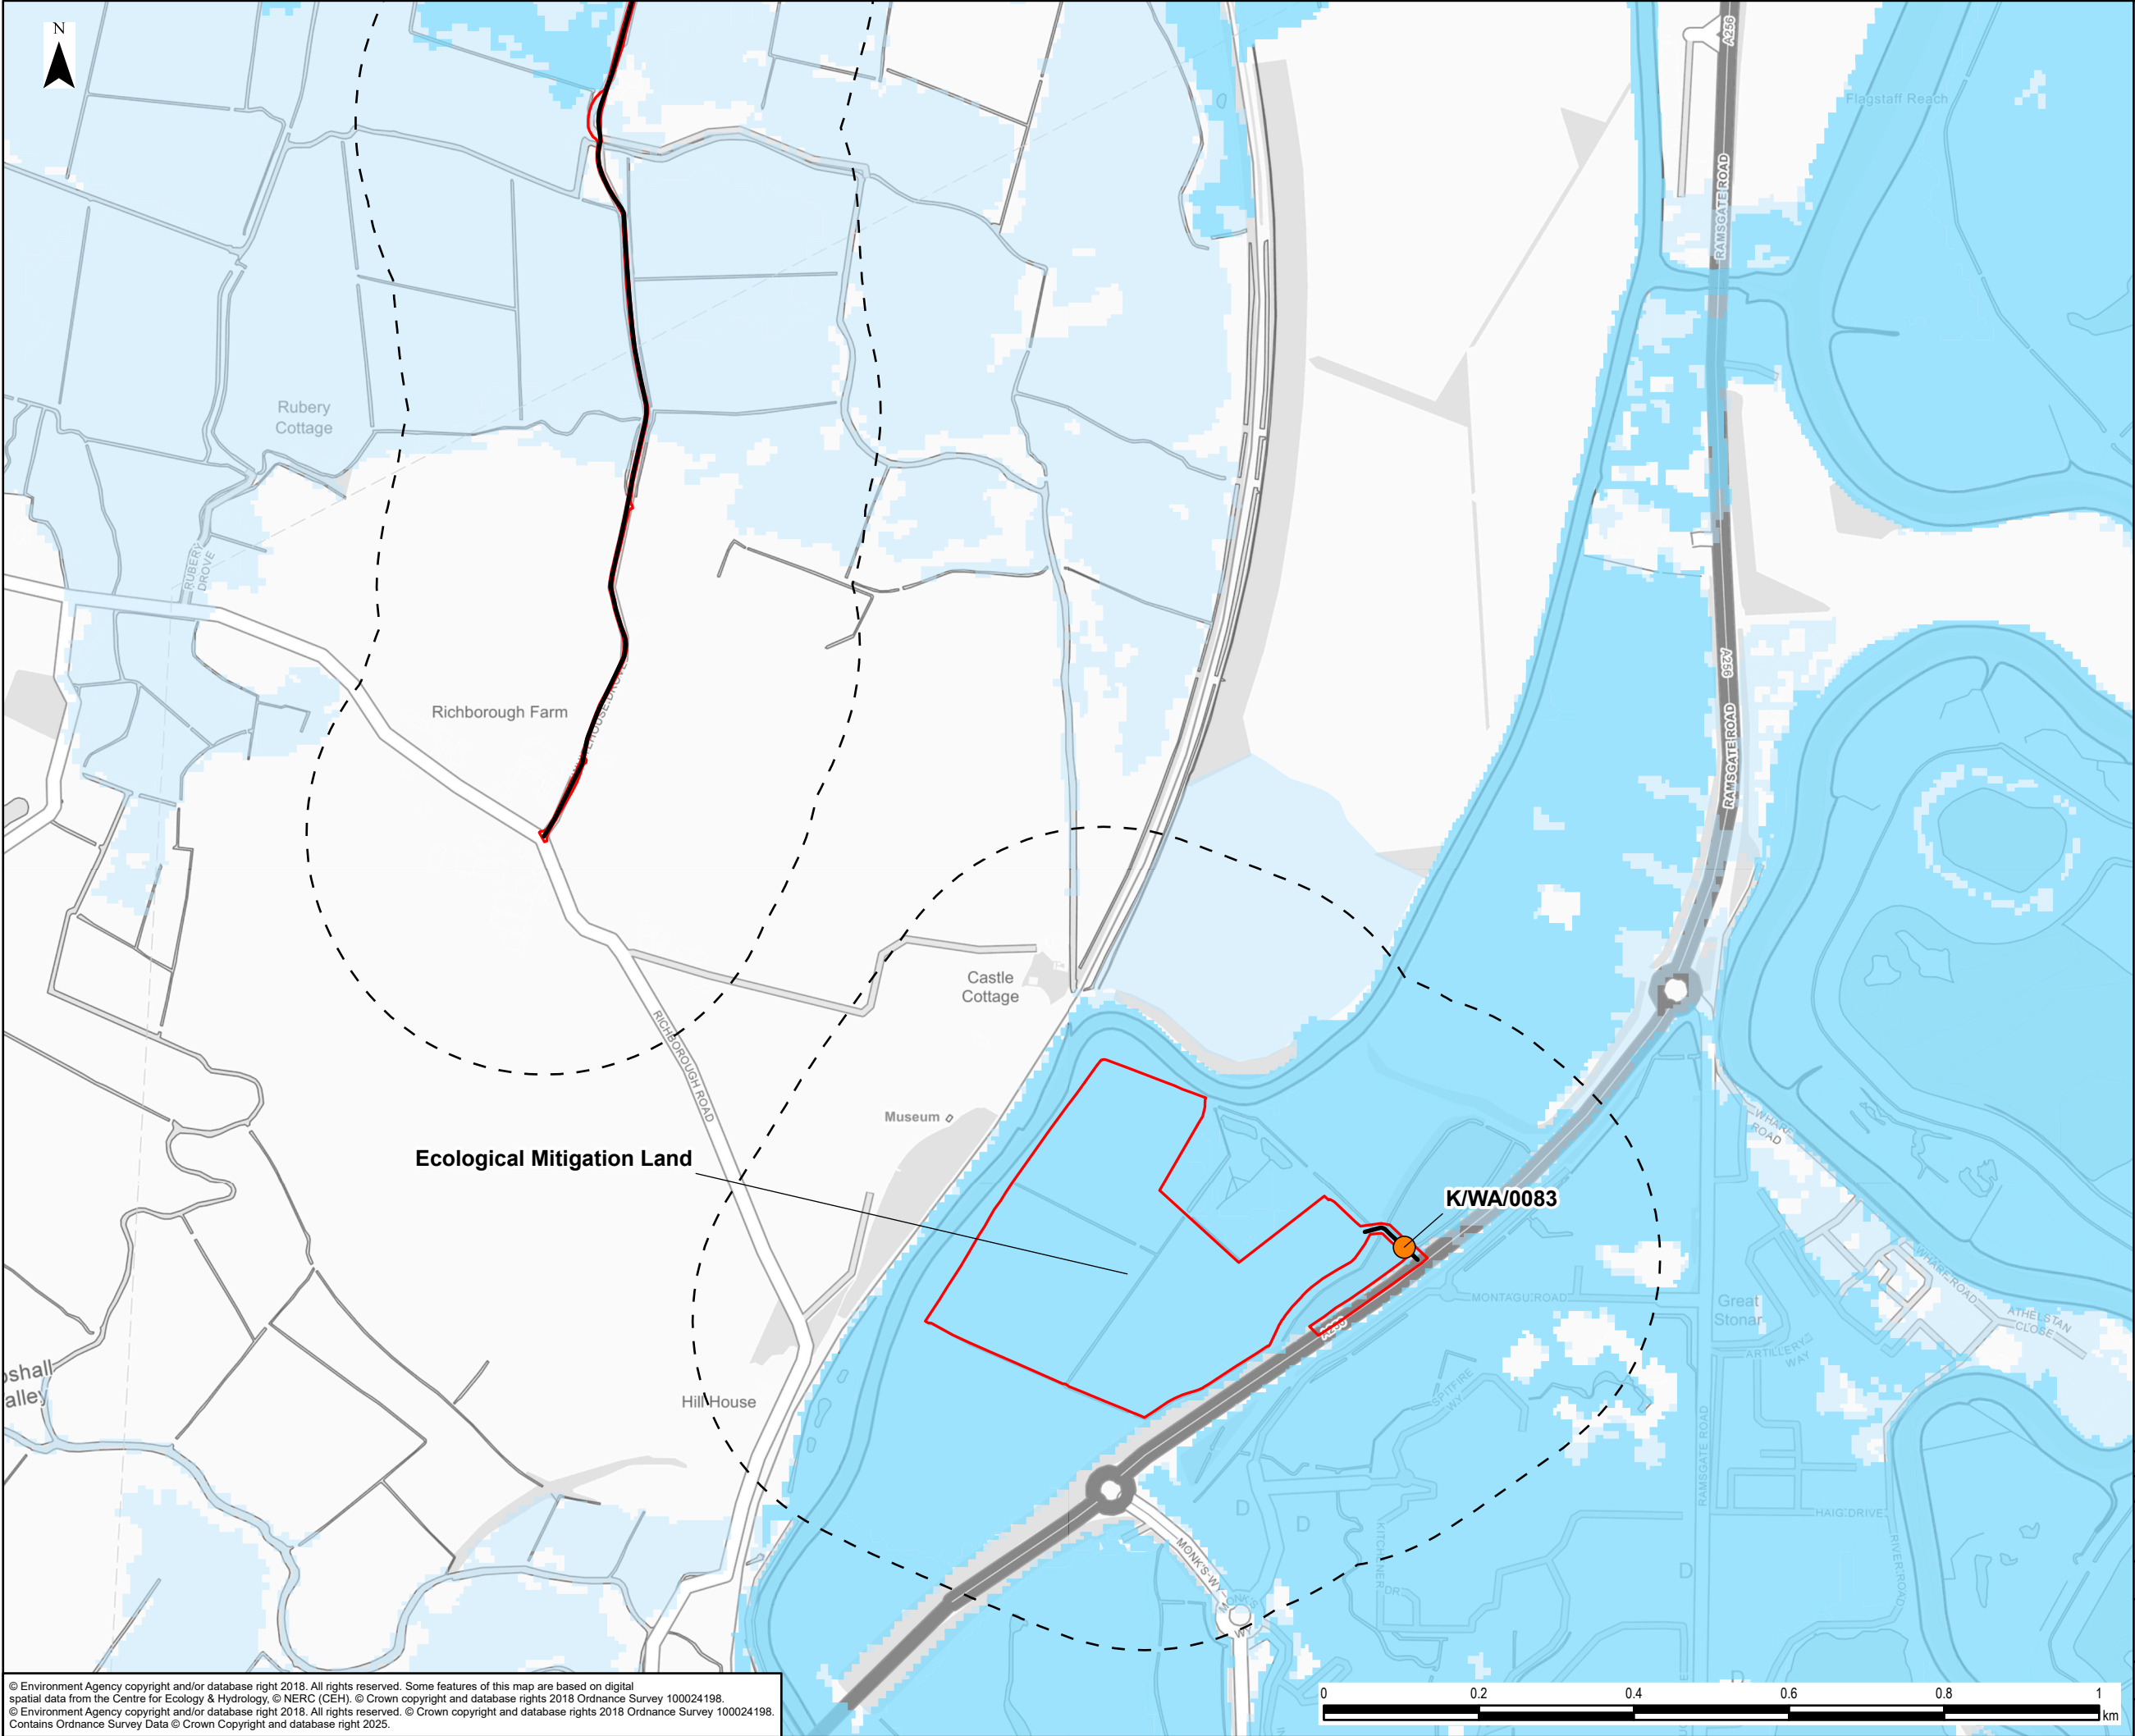 N
A256
Flagstaff Reach
RAMSGATE ROAD
Rubery
Cottage
RUBERY
DROVE
A256
Richborough Farm
RAMSGATE ROAD
Castle
Cottage
RICHBOROUGH ROAD
Museum
WHARF
ROAD
Ecological Mitigation Land
K/WA/0083
WHARF ROAD
MONTAGU ROAD
Great
Stonar
ATHELSTAN
CLOSE
ARTILLERY
WAY
SPITFIRE
WY
Hill House
RAMSGATE ROAD
D
D
HAIG DRIVE
KITCHENER
DR
D
RIVER ROAD
MONK'S WY
MONK'S
WY
D
© Environment Agency copyright and/or database right 2018. All rights reserved. Some features of this map are based on digital
spatial data from the Centre for Ecology & Hydrology, © NERC (CEH). © Crown copyright and database rights 2018 Ordnance Survey 100024198.
© Environment Agency copyright and/or database right 2018. All rights reserved. © Crown copyright and database rights 2018 Ordnance Survey 100024198.
Contains Ordnance Survey Data © Crown Copyright and database right 2025.
0 0.2 0.4 0.6 0.8 1
km